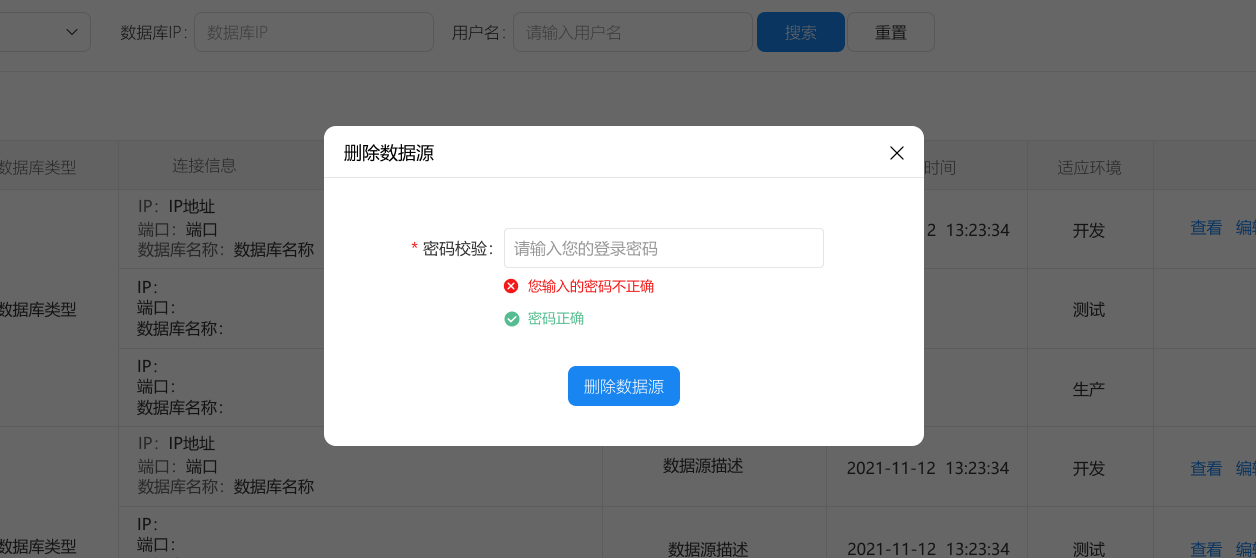 数据库IP: 数据库IP 用户名: 请输入用户名 搜索 重置
数据库类型 连接信息 时间 适应环境
删除数据源
IP: IP地址
端口: 端口
数据库名称: 数据库名称
2 13:23:34 开发 查看 编辑
* 密码校验: 请输入您的登录密码
您输入的密码不正确
密码正确
删除数据源
数据库类型
IP:
端口:
数据库名称:
测试
IP:
端口:
数据库名称:
生产
IP: IP地址
端口: 端口
数据库名称: 数据库名称
数据源描述 2021-11-12 13:23:34 开发 查看 编辑
数据库类型
IP:
端口:
数据源描述 2021-11-12 13:23:34 测试 查看 编辑